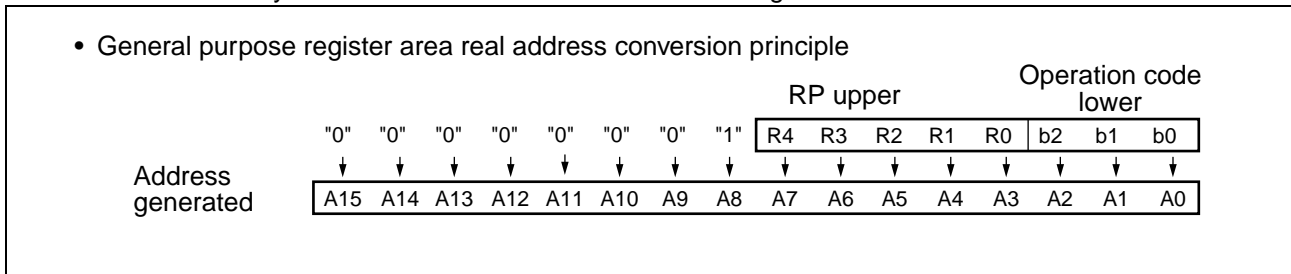 • General purpose register area real address conversion principle
Operation code
RP upper
lower
"0" "0" "0" "0" "0" "0" "0" "1" R4 R3 R2 R1 R0 b2 b1 b0
Address
generated
A15 A14 A13 A12 A11 A10 A9 A8 A7 A6 A5 A4 A3 A2 A1 A0